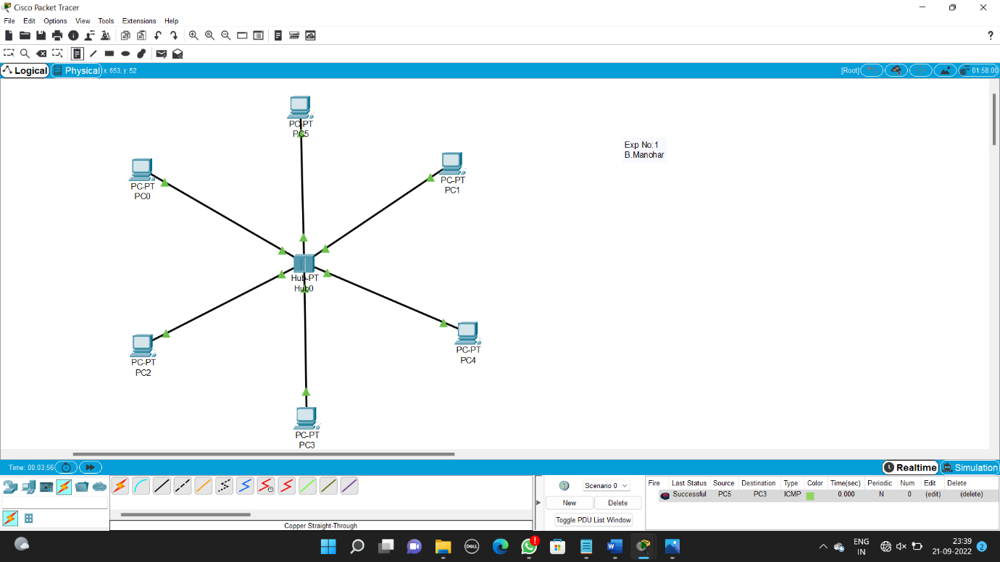 Cisco Packet Tracer
File Edit Options View Tools Extensions Help
?
Logical Physical x: 653, y: 52 [Root] 01:58:00
PC-PT
PC5
Exp No:1
B.Manohar
PC-PT
PC0
PC-PT
PC1
Hub-PT
Hub0
PC-PT
PC2
PC-PT
PC4
PC-PT
PC3
Time: 00:03:56 Realtime Simulation
Scenario 0
New Delete
Toggle PDU List Window
Fire Last Status Source Destination Type Color Time(sec) Periodic Num Edit Delete
Successful PC5 PC3 ICMP 0.000 N 0 (edit) (delete)
Copper Straight-Through
DELL
!
W
ENG
IN
23:39
21-09-2022
2